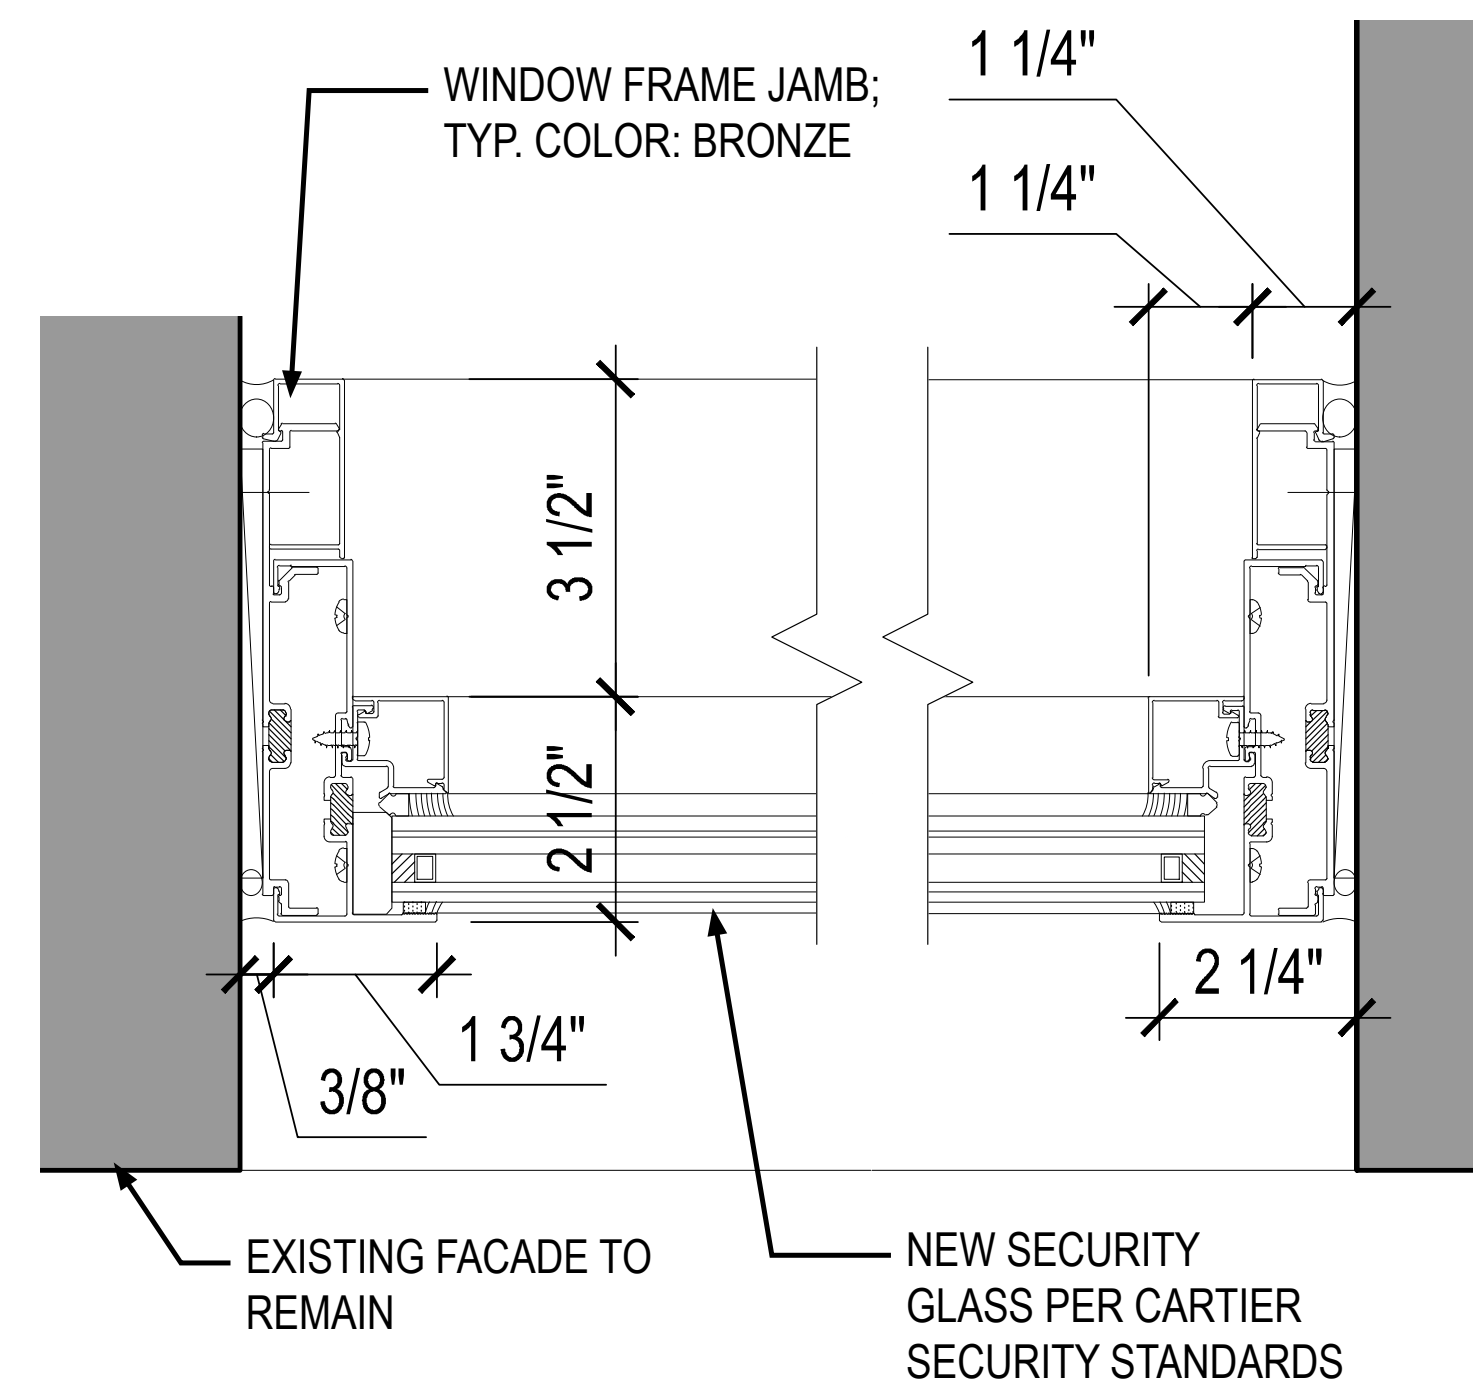 WINDOW FRAME JAMB;
TYP. COLOR: BRONZE
1 1/4"
1 1/4"
3 1/2"
2 1/2"
2 1/4"
1 3/4"
3/8"
EXISTING FACADE TO
REMAIN
NEW SECURITY
GLASS PER CARTIER
SECURITY STANDARDS